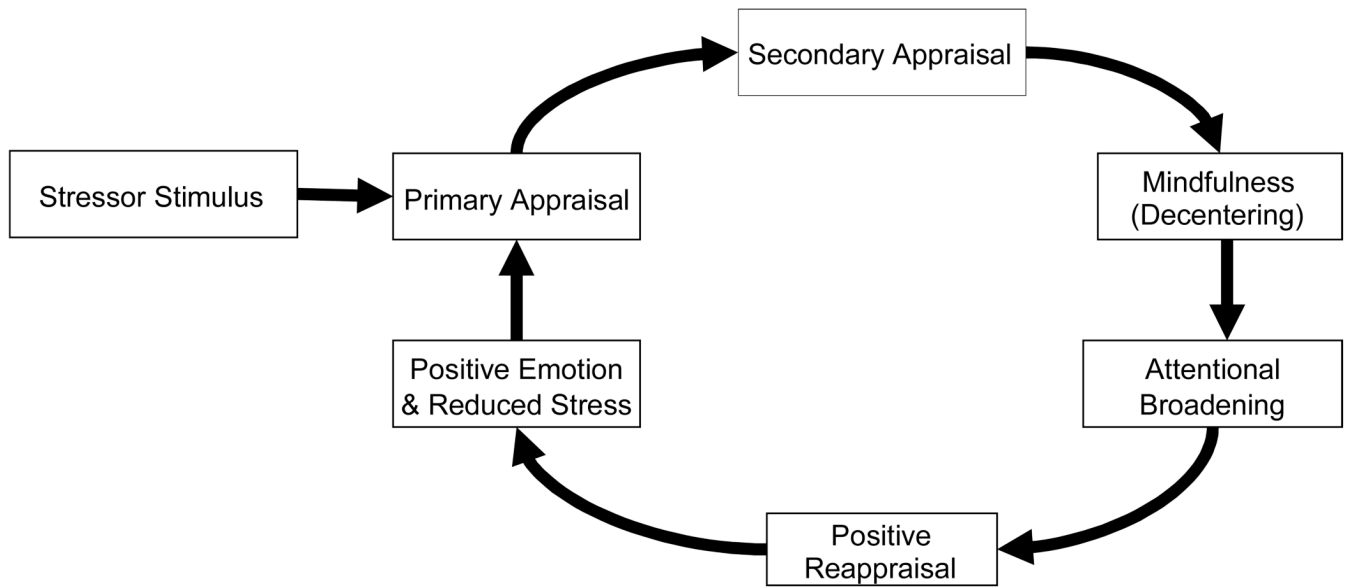 Secondary Appraisal
Stressor Stimulus
Primary Appraisal
Mindfulness
(Decentering)
Positive Emotion
& Reduced Stress
Attentional
Broadening
Positive
Reappraisal